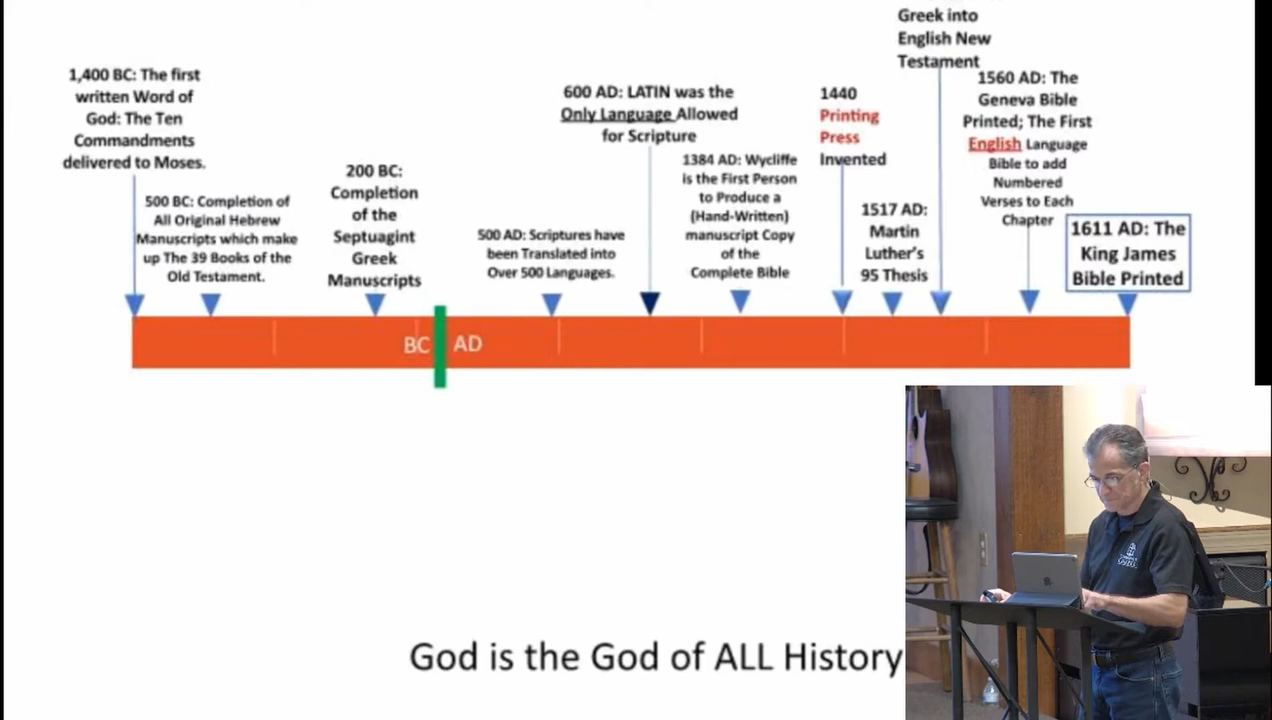 1,400 BC: The first
written Word of
God: The Ten
Commandments
delivered to Moses.
500 BC: Completion of
All Original Hebrew
Manuscripts which make
up The 39 Books of the
Old Testament.
200 BC:
Completion
of the
Septuagint
Greek
Manuscripts
500 AD: Scriptures have
been Translated into
Over 500 Languages.
600 AD: LATIN was the
Only Language Allowed
for Scripture
1384 AD: Wycliffe
is the First Person
to Produce a
(Hand-Written)
manuscript Copy
of the
Complete Bible
1440
Printing
Press
Invented
1517 AD:
Martin
Luther's
95 Thesis
Greek into
English New
Testament
1560 AD: The
Geneva Bible
Printed; The First
English Language
Bible to add
Numbered
Verses to Each
Chapter
1611 AD: The
King James
Bible Printed
BC AD
God is the God of ALL History